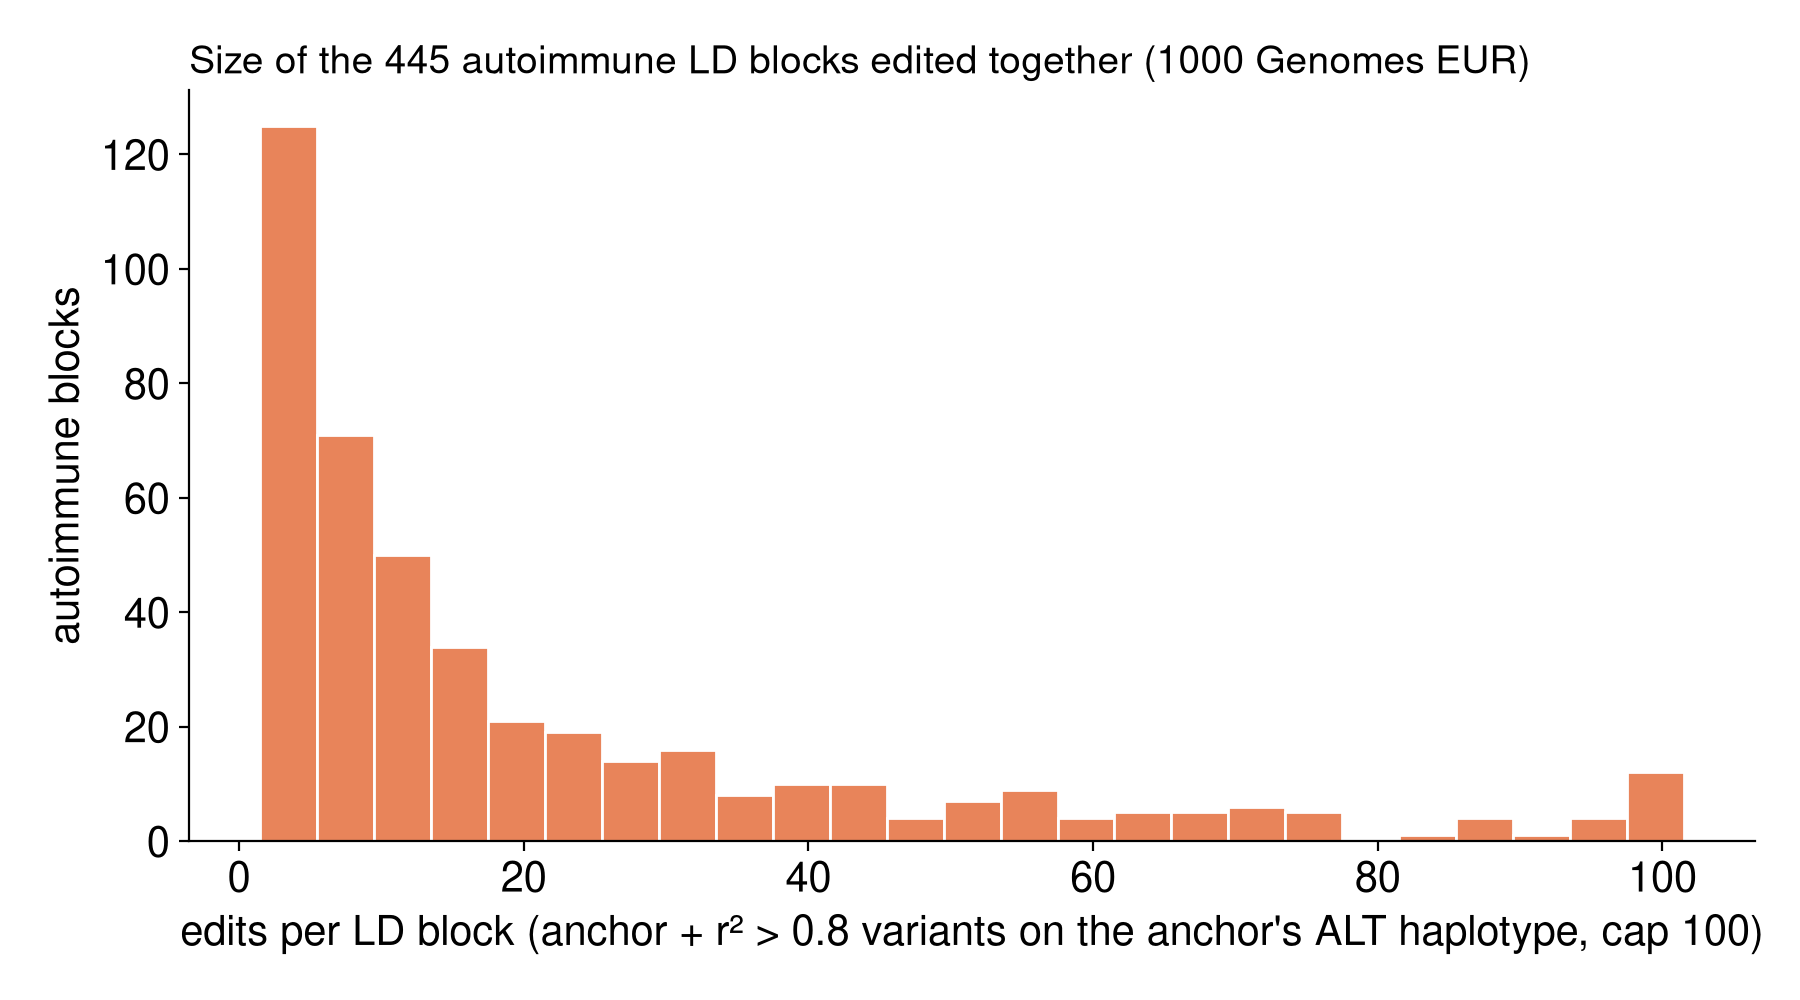 Size of the 445 autoimmune LD blocks edited together (1000 Genomes EUR)
autoimmune blocks
120
100
80
60
40
20
0
0 20 40 60 80 100
edits per LD block (anchor + r² > 0.8 variants on the anchor's ALT haplotype, cap 100)